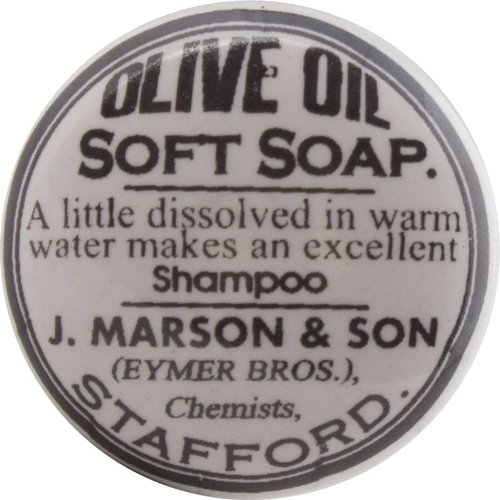 OLIVE OIL
SOFT SOAP.
A little dissolved in warm
water makes an excellent
Shampoo
J. MARSON & SON
(EYMER BROS.),
Chemists,
STAFFORD.